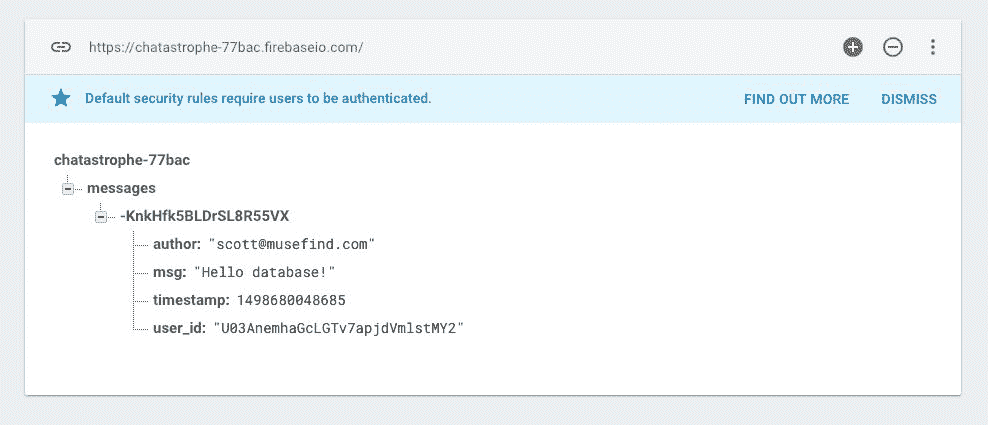 https://chatastrophe-77bac.firebaseio.com/
Default security rules require users to be authenticated. FIND OUT MORE DISMISS
chatastrophe-77bac
messages
-KnkHfk5BLDrSL8R55VX
author: "scott@musefind.com"
msg: "Hello database!"
timestamp: 1498680048685
user_id: "U03AnemhaGcLGTv7apjdVmlstMY2"